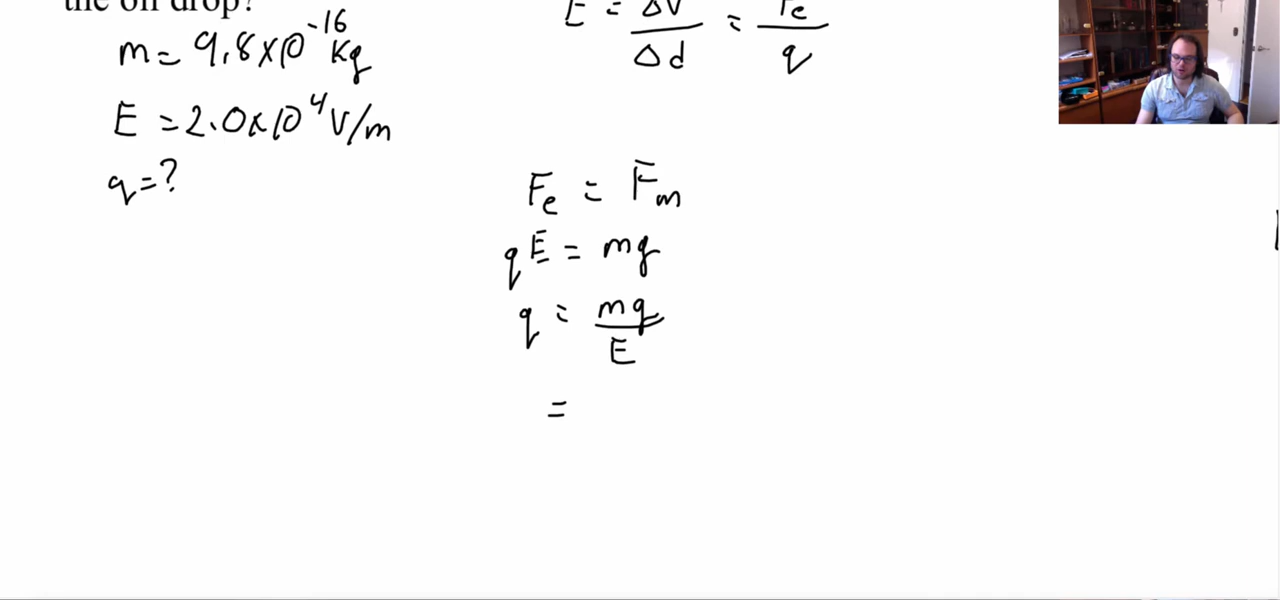 the oil drop?
E = ΔV/Δd = Fe/q
m = 9.8×10^-16 Kg
E = 2.0×10^4 V/m
q = ?
Fe = Fm
qE = mg
q = mg/E
=